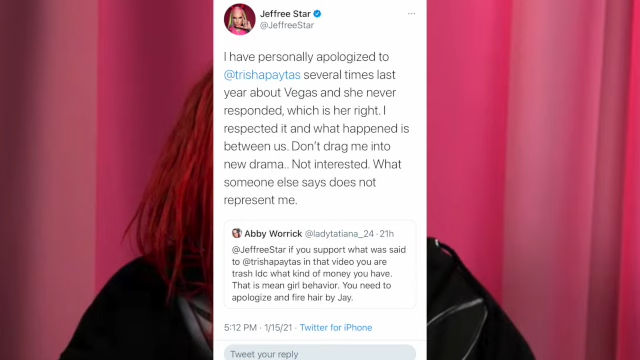 Jeffree Star
@JeffreeStar
I have personally apologized to
@trishapaytas several times last
year about Vegas and she never
responded, which is her right. I
respected it and what happened is
between us. Don't drag me into
new drama.. Not interested. What
someone else says does not
represent me.
Abby Worrick @ladytatiana_24 · 21h
@JeffreeStar if you support what was said
to @trishapaytas in that video you are
trash Idc what kind of money you have.
That is mean girl behavior. You need to
apologize and fire hair by Jay.
5:12 PM · 1/15/21 · Twitter for iPhone
Tweet your reply